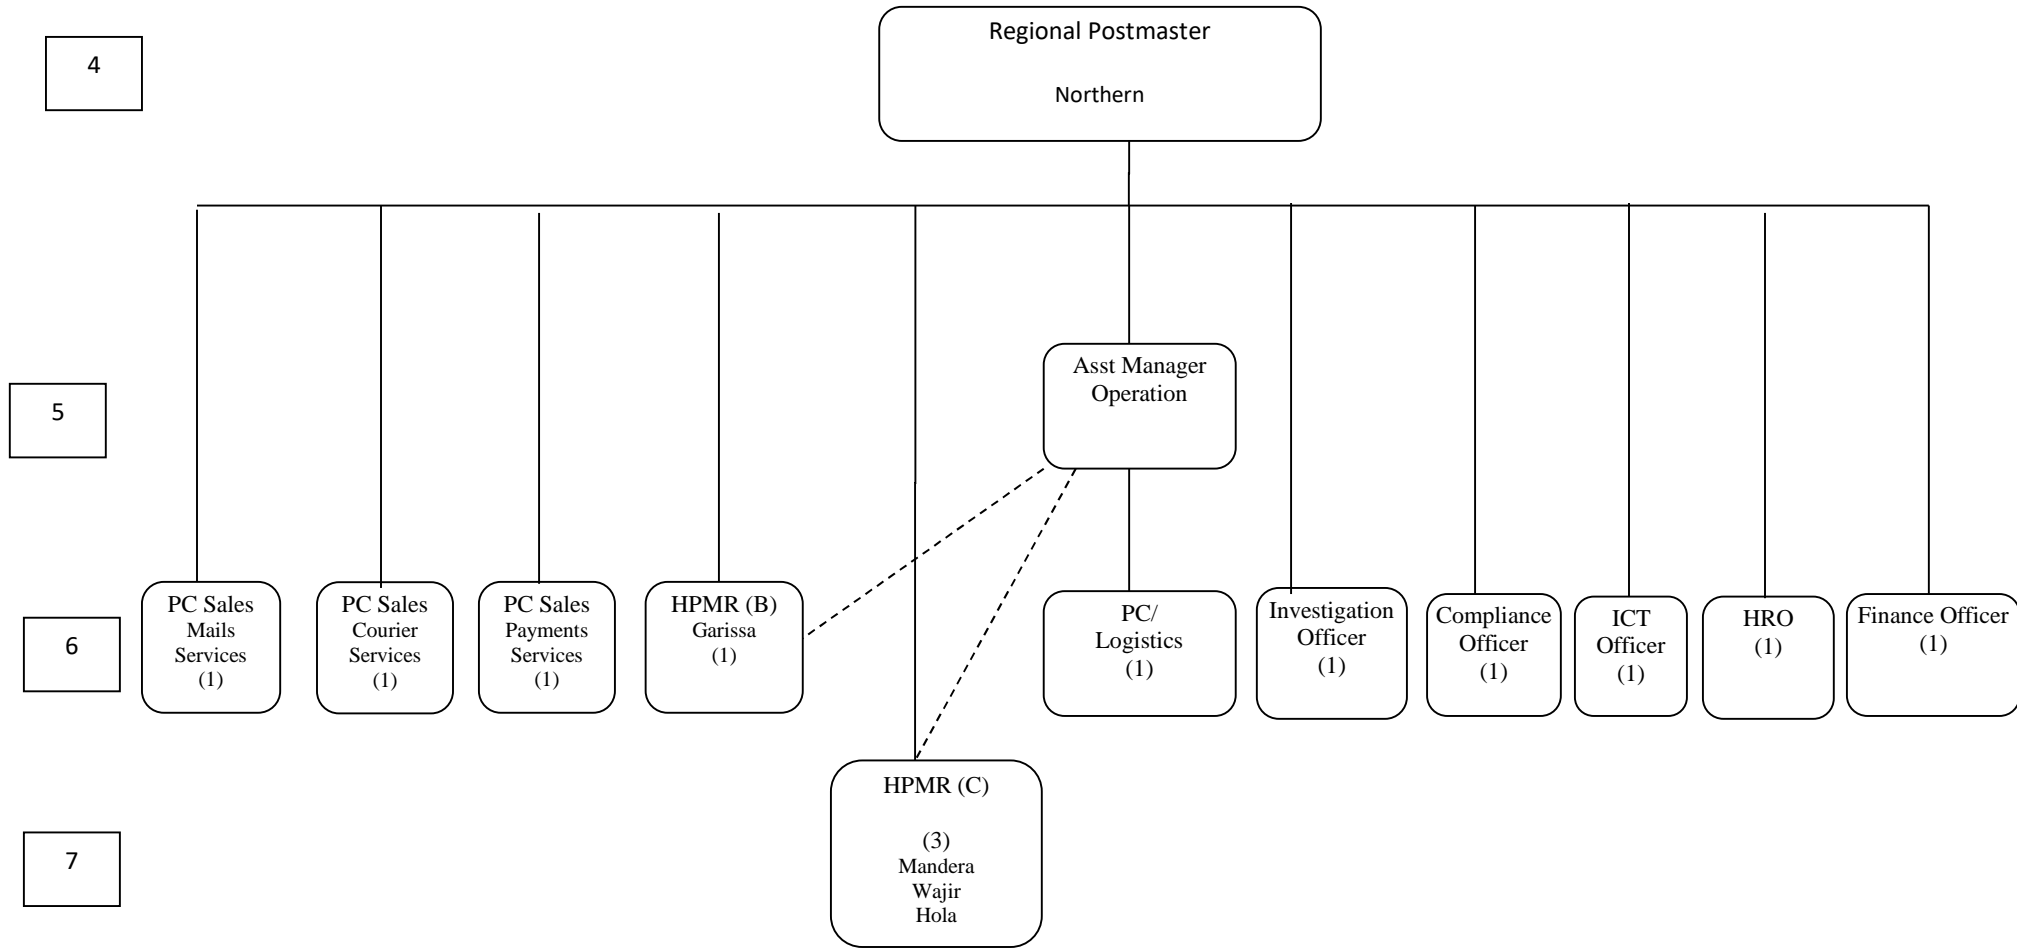 4
Regional Postmaster
Northern
5
Asst Manager
Operation
6
PC Sales
Mails
Services
(1)
PC Sales
Courier
Services
(1)
PC Sales
Payments
Services
(1)
HPMR (B)
Garissa
(1)
PC/
Logistics
(1)
Investigation
Officer
(1)
Compliance
Officer
(1)
ICT
Officer
(1)
HRO
(1)
Finance Officer
(1)
7
HPMR (C)
(3)
Mandera
Wajir
Hola